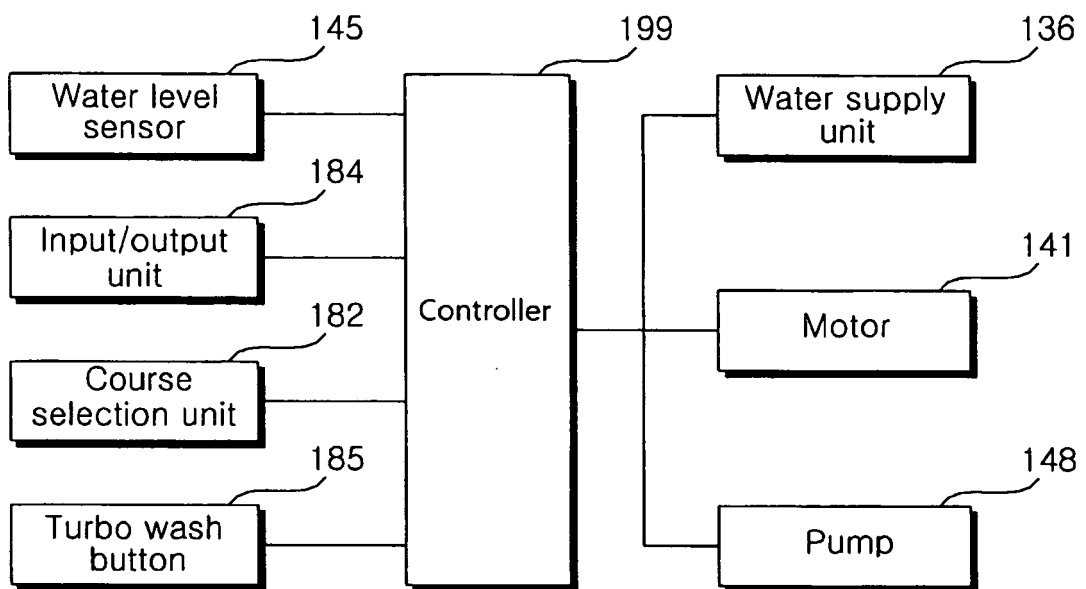 145
Water level
sensor
184
Input/output
unit
182
Course
selection unit
185
Turbo wash
button
199
Controller
136
Water supply
unit
141
Motor
148
Pump